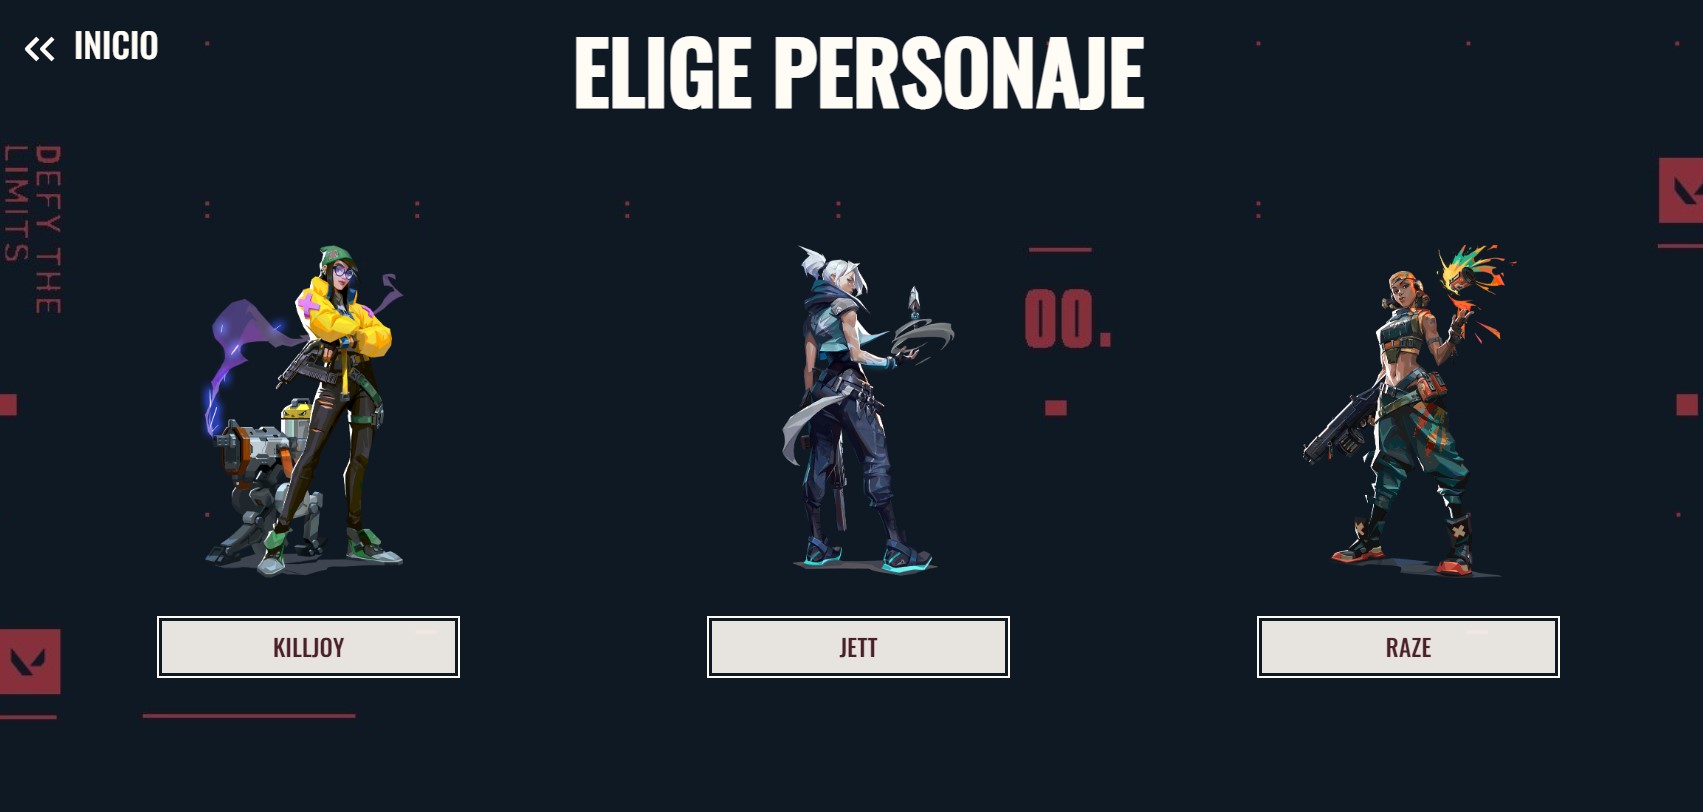 INICIO
ELIGE PERSONAJE
DEFY THE
LIMITS
00.
KILLJOY
JETT
RAZE